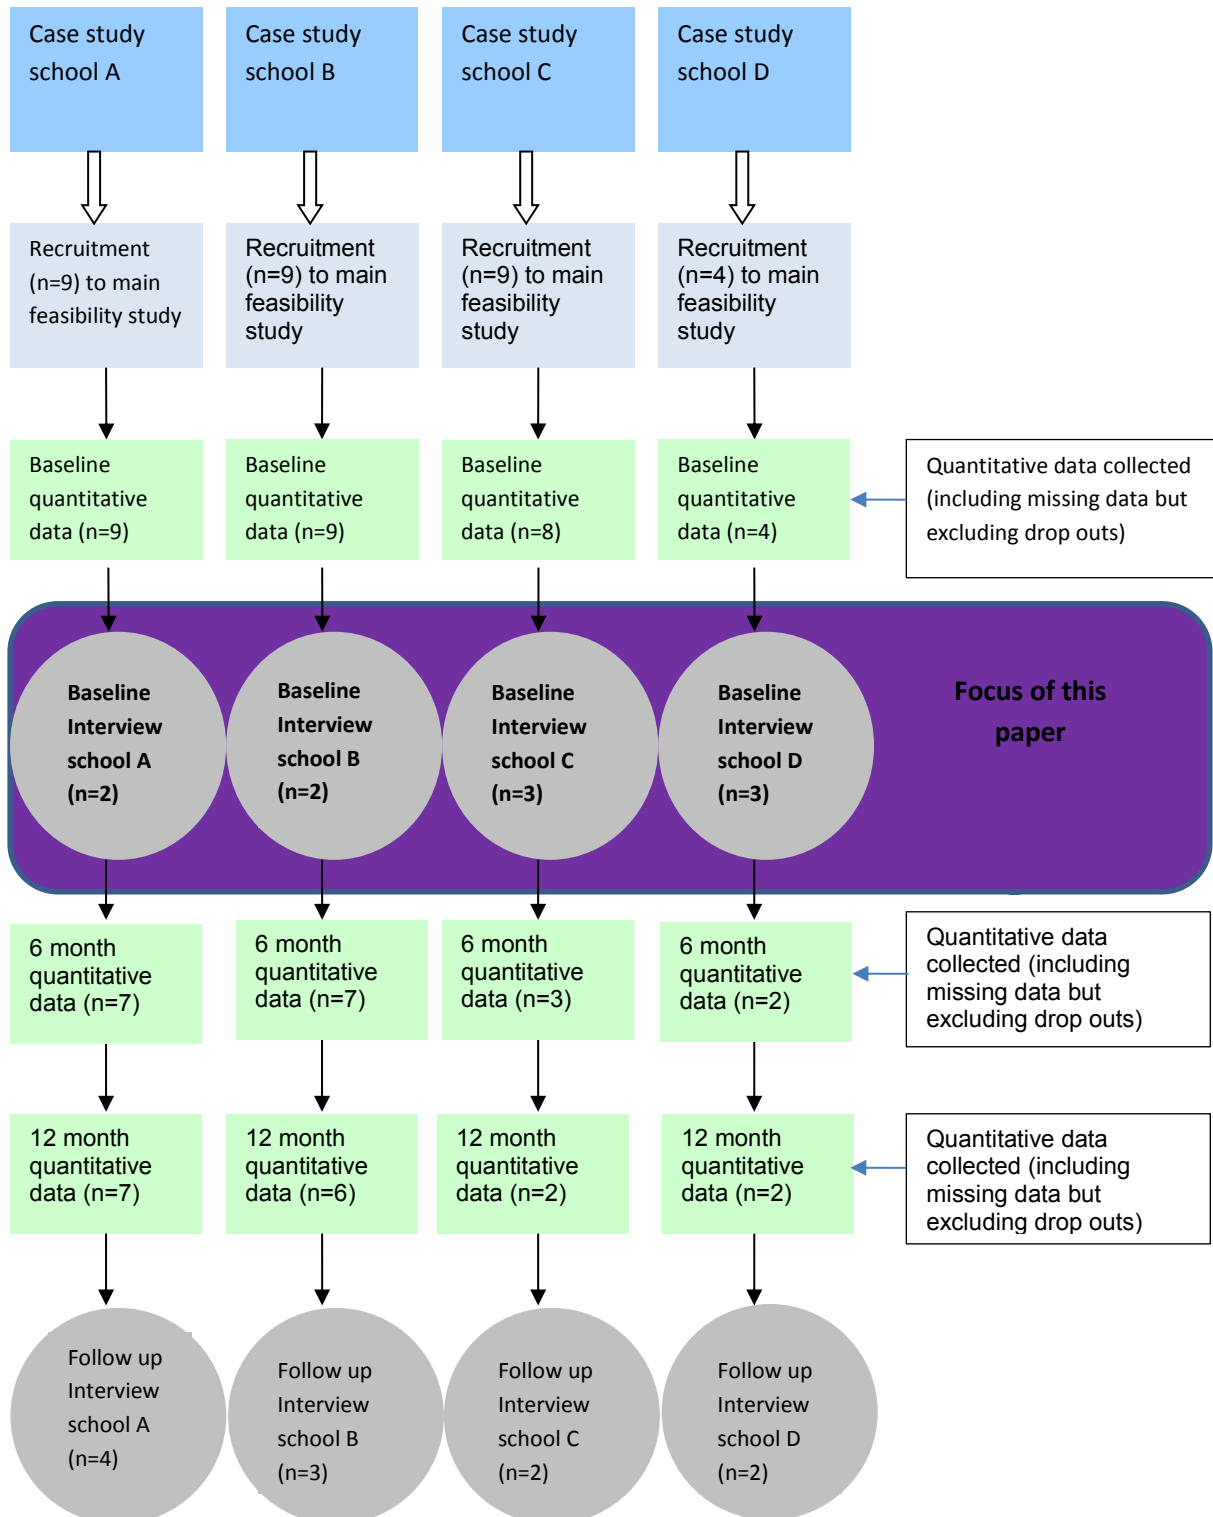 Case study
school A
Case study
school B
Case study
school C
Case study
school D
Recruitment
(n=9) to main
feasibility study
Recruitment
(n=9) to main
feasibility
study
Recruitment
(n=9) to main
feasibility
study
Recruitment
(n=4) to main
feasibility
study
Baseline
quantitative
data (n=9)
Baseline
quantitative
data (n=9)
Baseline
quantitative
data (n=8)
Baseline
quantitative
data (n=4)
Quantitative data collected
(including missing data but
excluding drop outs)
Baseline
Interview
school A
(n=2)
Baseline
Interview
school B
(n=2)
Baseline
Interview
school C
(n=3)
Baseline
Interview
school D
(n=3)
Focus of this
paper
6 month
quantitative
data (n=7)
6 month
quantitative
data (n=7)
6 month
quantitative
data (n=3)
6 month
quantitative
data (n=2)
Quantitative data
collected (including
missing data but
excluding drop outs)
12 month
quantitative
data (n=7)
12 month
quantitative
data (n=6)
12 month
quantitative
data (n=2)
12 month
quantitative
data (n=2)
Quantitative data
collected (including
missing data but
excluding drop outs)
Follow up
Interview
school A
(n=4)
Follow up
Interview
school B
(n=3)
Follow up
Interview
school C
(n=2)
Follow up
Interview
school D
(n=2)